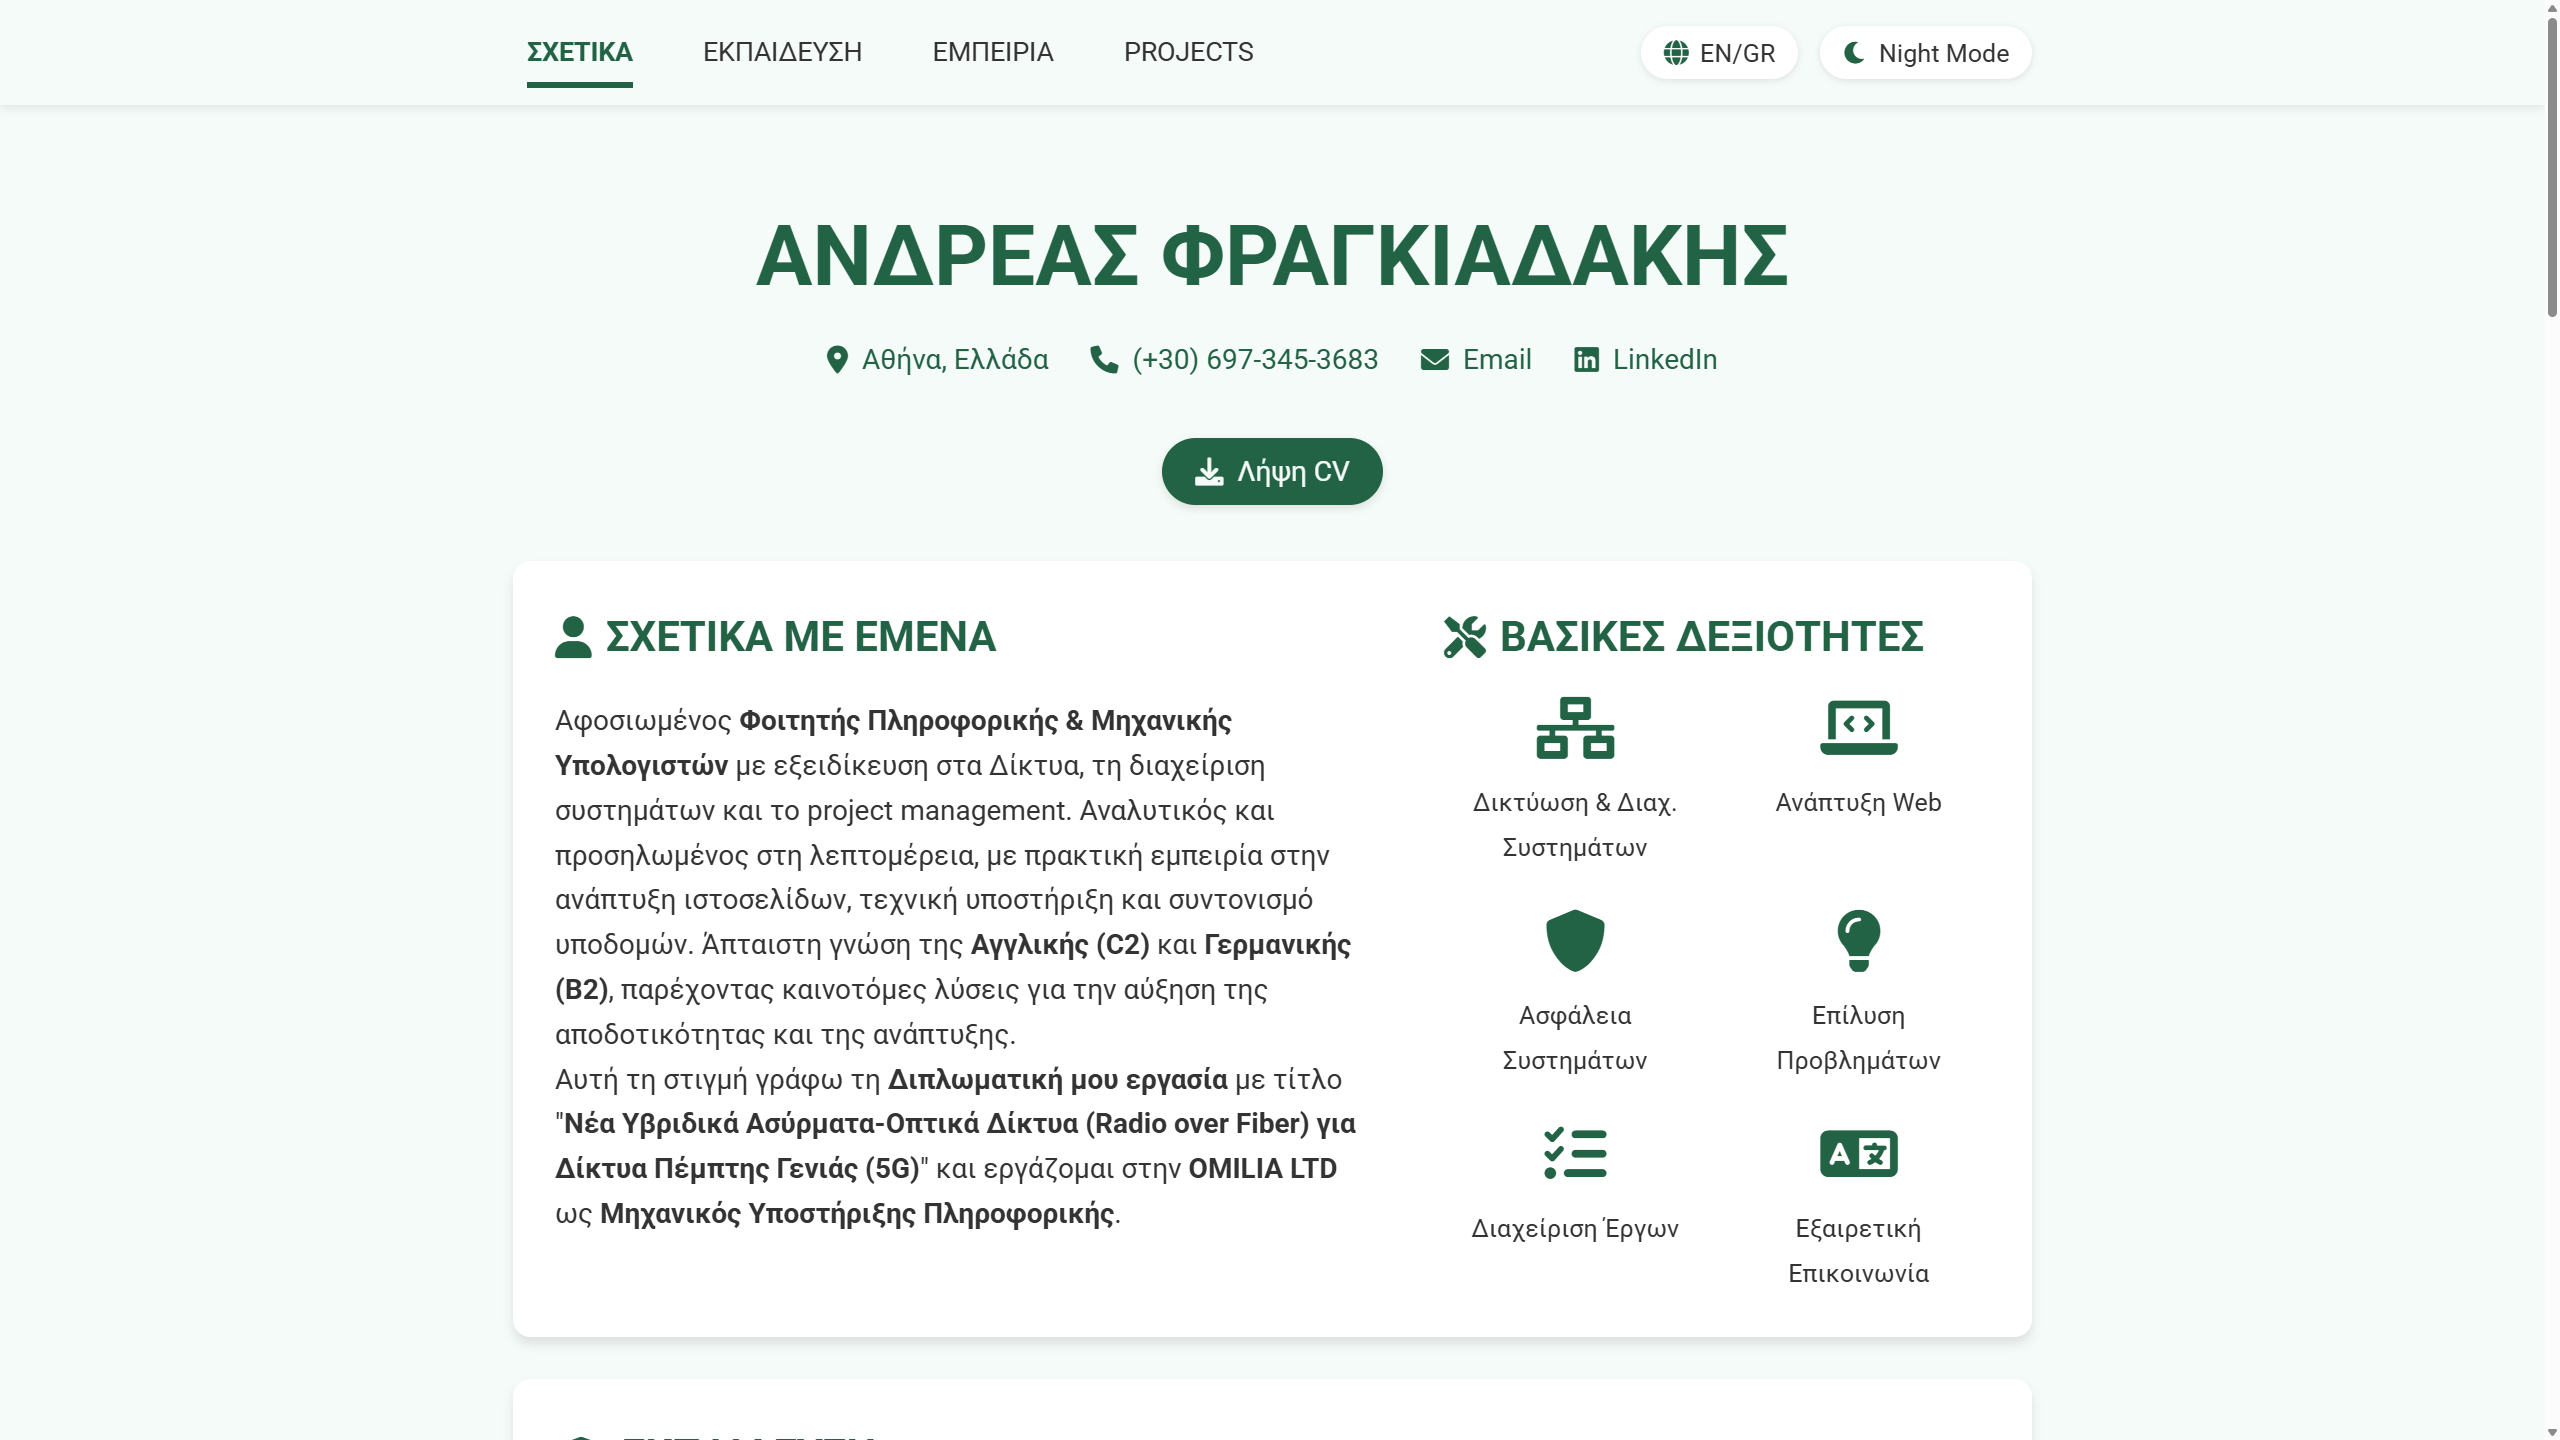 ΣΧΕΤΙΚΑ ΕΚΠΑΙΔΕΥΣΗ ΕΜΠΕΙΡΙΑ PROJECTS EN/GR Night Mode
ΑΝΔΡΕΑΣ ΦΡΑΓΚΙΑΔΑΚΗΣ
Αθήνα, Ελλάδα (+30) 697-345-3683 Email LinkedIn
Λήψη CV
ΣΧΕΤΙΚΑ ΜΕ ΕΜΕΝΑ
Αφοσιωμένος Φοιτητής Πληροφορικής & Μηχανικής
Υπολογιστών με εξειδίκευση στα Δίκτυα, τη διαχείριση
συστημάτων και το project management. Αναλυτικός και
προσηλωμένος στη λεπτομέρεια, με πρακτική εμπειρία στην
ανάπτυξη ιστοσελίδων, τεχνική υποστήριξη και συντονισμό
υποδομών. Άπταιστη γνώση της Αγγλικής (C2) και Γερμανικής
(B2), παρέχοντας καινοτόμες λύσεις για την αύξηση της
αποδοτικότητας και της ανάπτυξης.
Αυτή τη στιγμή γράφω τη Διπλωματική μου εργασία με τίτλο
"Νέα Υβριδικά Ασύρματα-Οπτικά Δίκτυα (Radio over Fiber) για
Δίκτυα Πέμπτης Γενιάς (5G)" και εργάζομαι στην OMILIA LTD
ως Μηχανικός Υποστήριξης Πληροφορικής.
ΒΑΣΙΚΕΣ ΔΕΞΙΟΤΗΤΕΣ
Δικτύωση & Διαχ.
Συστημάτων
Ανάπτυξη Web
Ασφάλεια
Συστημάτων
Επίλυση
Προβλημάτων
Διαχείριση Έργων
Εξαιρετική
Επικοινωνία